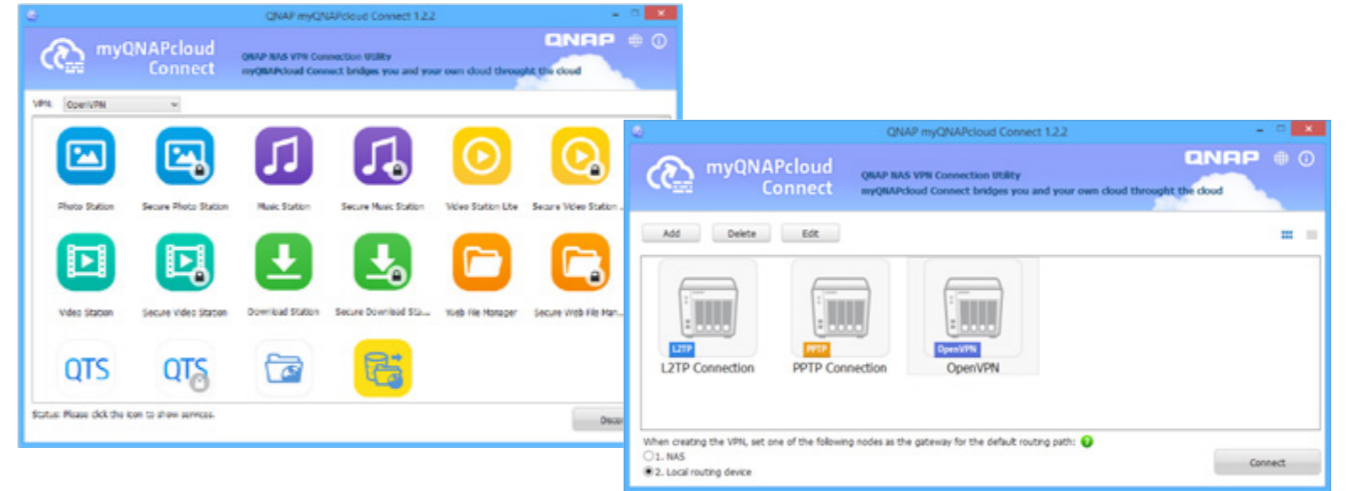 QNAP myQNAPcloud Connect 1.2.2
myQNAPcloud
Connect
QNAP NAS VPN Connection Utility
myQNAPcloud Connect bridges you and your own cloud throught the cloud
QNAP
VPN: OpenVPN
Photo Station
Secure Photo Station
Music Station
Secure Music Station
Video Station Lite
Secure Video Station ...
Video Station
Secure Video Station
Download Station
Secure Download Sta...
Web File Manager
Secure Web File Man...
QTS
QTS
Status: Please click the icon to show services.
QNAP myQNAPcloud Connect 1.2.2
myQNAPcloud
Connect
QNAP NAS VPN Connection Utility
myQNAPcloud Connect bridges you and your own cloud throught the cloud
QNAP
Add
Delete
Edit
L2TP
PPTP
OpenVPN
L2TP Connection
PPTP Connection
OpenVPN
When creating the VPN, set one of the following nodes as the gateway for the default routing path:
1. NAS
2. Local routing device
Connect